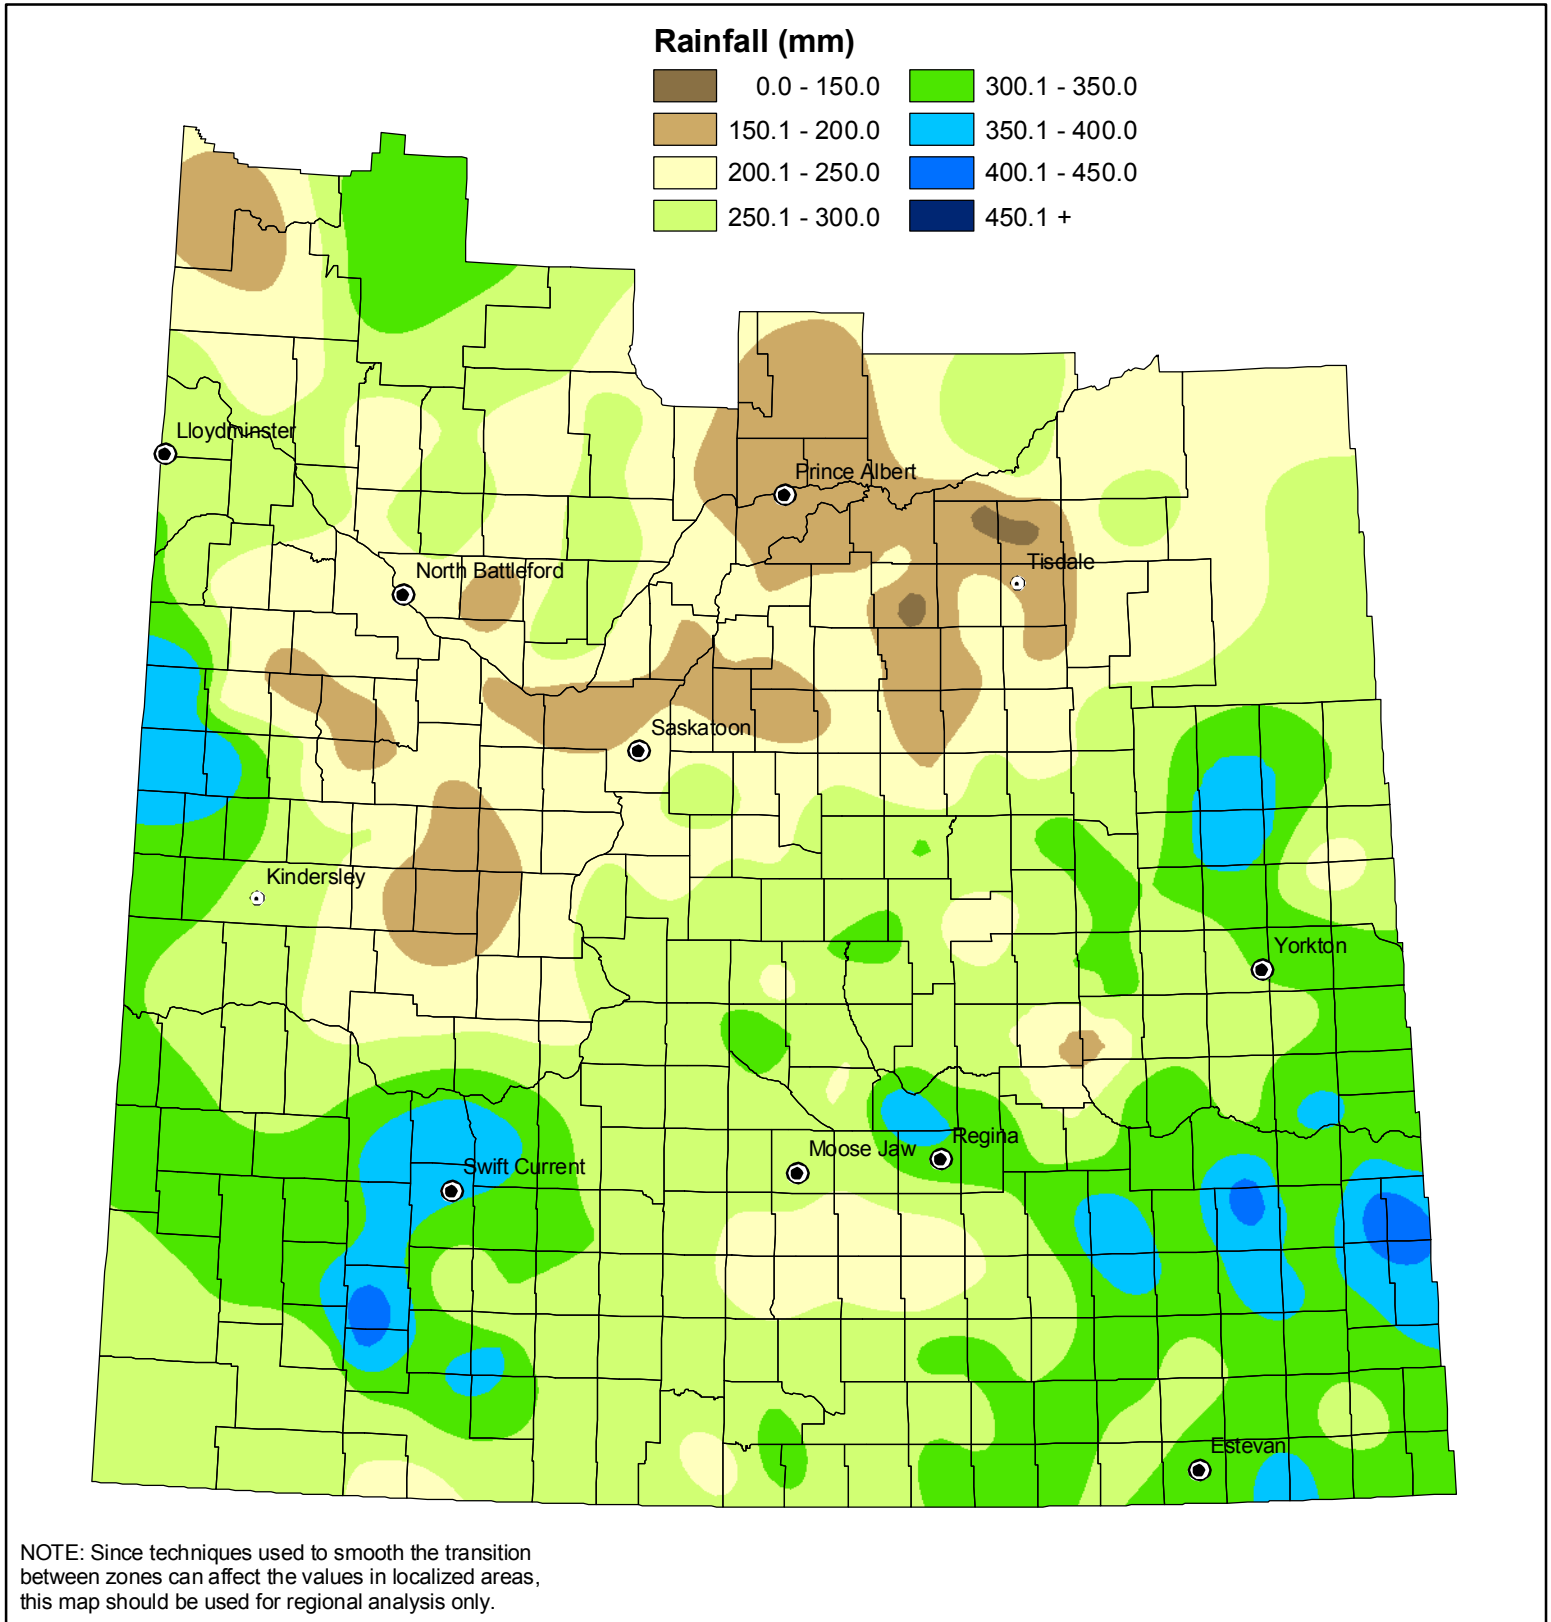 Rainfall (mm)
0.0 - 150.0
150.1 - 200.0
200.1 - 250.0
250.1 - 300.0
300.1 - 350.0
350.1 - 400.0
400.1 - 450.0
450.1 +
Lloydminster
Prince Albert
North Battleford
Tisdale
Saskatoon
Kindersley
Yorkton
Regina
Moose Jaw
Swift Current
Estevan
NOTE: Since techniques used to smooth the transition
between zones can affect the values in localized areas,
this map should be used for regional analysis only.